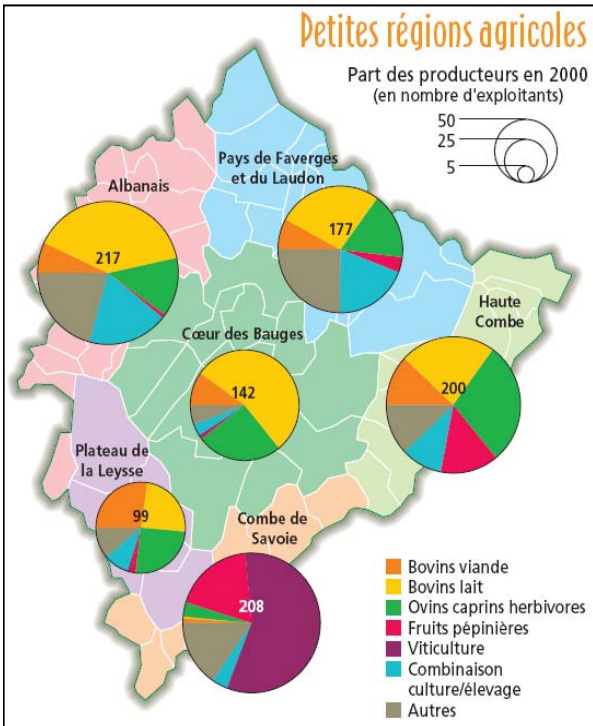 Petites régions agricoles
Part des producteurs en 2000
(en nombre d'exploitants)
50
25
5
Pays de Faverges
et du Laudon
Albanais
177
217
Haute
Combe
Cœur des Bauges
142
200
Plateau de
la Leysse
99
Combe de
Savoie
208
Bovins viande
Bovins lait
Ovins caprins herbivores
Fruits pépinières
Viticulture
Combinaison
culture/élevage
Autres